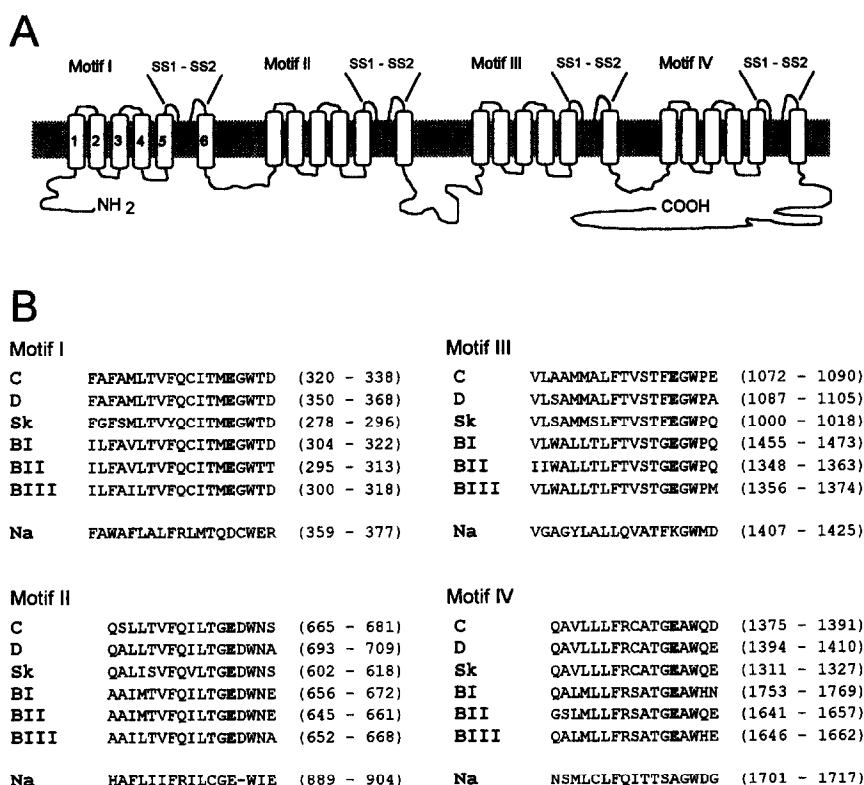 A
Motif I SS1 - SS2 Motif II SS1 - SS2 Motif III SS1 - SS2 Motif IV SS1 - SS2
1 2 3 4 5 6
NH2 COOH
B
Motif I
C FAFAMLTVFQCITMEGWTD (320 - 338)
D FAFAMLTVFQCITMEGWTD (350 - 368)
Sk FGFSMLTVYQCITMEGWTD (278 - 296)
BI ILFAVLTVFQCITMEGWTD (304 - 322)
BII ILFAVLTVFQCITMEGWTT (295 - 313)
BIII ILFAILTVFQCITMEGWTD (300 - 318)
Na FAWAFLALFRLMTQDCWER (359 - 377)
Motif III
C VLAAMMALFTVSTFEGWPE (1072 - 1090)
D VLSAMMALFTVSTFEGWPA (1087 - 1105)
Sk VLSAMMSLFTVSTFEGWPQ (1000 - 1018)
BI VLWALLTLFTVSTGEGWPQ (1455 - 1473)
BII IIWALLTLFTVSTGEGWPQ (1348 - 1363)
BIII VLWALLTLFTVSTGEGWPM (1356 - 1374)
Na VGAGYLALLQVATFKGWMD (1407 - 1425)
Motif II
C QSLLTVFQILTGEDWNS (665 - 681)
D QALLTVFQILTGEDWNA (693 - 709)
Sk QALISVFQVLTGEDWNS (602 - 618)
BI AAIMTVFQILTGEDWNE (656 - 672)
BII AAIMTVFQILTGEDWNE (645 - 661)
BIII AAILTVFQILTGEDWNA (652 - 668)
Na HAFLIIFRILCGE-WIE (889 - 904)
Motif IV
C QAVLLLFRCATGEAWQD (1375 - 1391)
D QAVLLLFRCATGEAWQE (1394 - 1410)
Sk QAVLLLFRCATGEAWQE (1311 - 1327)
BI QALMLLFRSATGEAWHN (1753 - 1769)
BII GSLMLLFRSATGEAWQE (1641 - 1657)
BIII QALMLLFRSATGEAWHE (1646 - 1662)
Na NSMLCLFQITTSAGWDG (1701 - 1717)